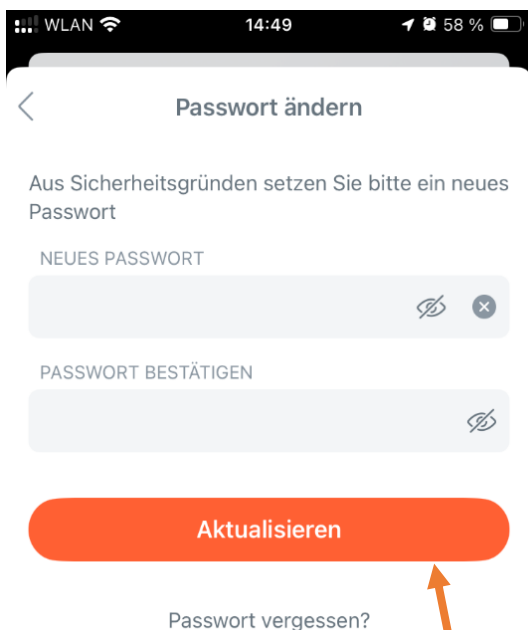 WLAN 14:49 58 %
Passwort ändern
Aus Sicherheitsgründen setzen Sie bitte ein neues
Passwort
NEUES PASSWORT
PASSWORT BESTÄTIGEN
Aktualisieren
Passwort vergessen?